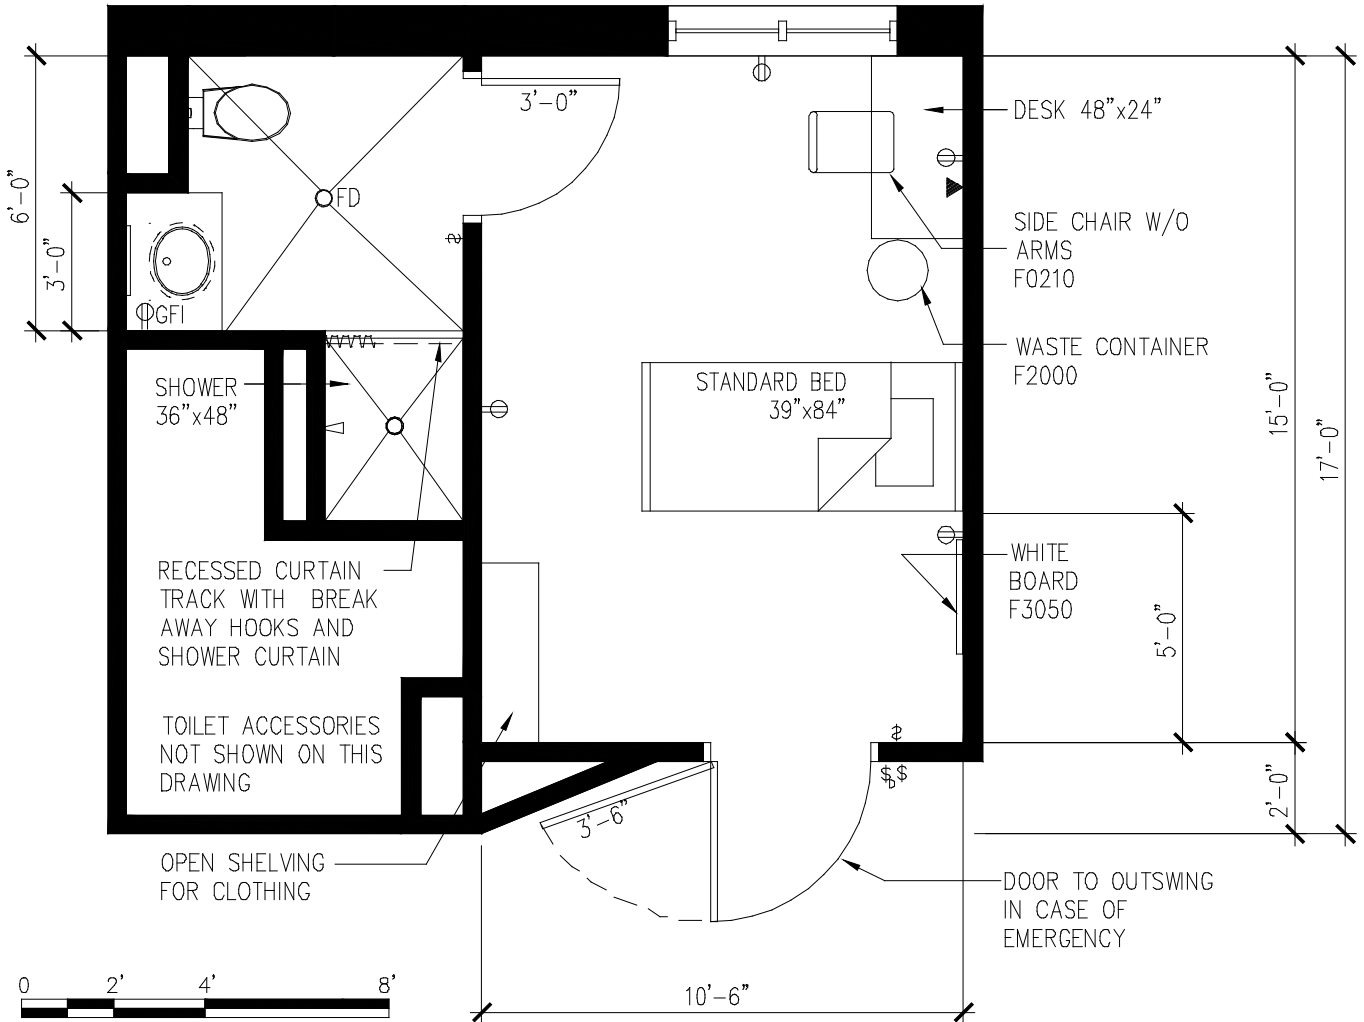 3'-0"
DESK 48"x24"
FD
6'-0"
3'-0"
GFI
SIDE CHAIR W/O
ARMS
F0210
WASTE CONTAINER
F2000
SHOWER
36"x48"
STANDARD BED
39"x84"
15'-0"
17'-0"
RECESSED CURTAIN
TRACK WITH BREAK
AWAY HOOKS AND
SHOWER CURTAIN
WHITE
BOARD
F3050
5'-0"
TOILET ACCESSORIES
NOT SHOWN ON THIS
DRAWING
$
$ $
3'-6"
2'-0"
OPEN SHELVING
FOR CLOTHING
DOOR TO OUTSWING
IN CASE OF
EMERGENCY
0 2' 4' 8'
10'-6"